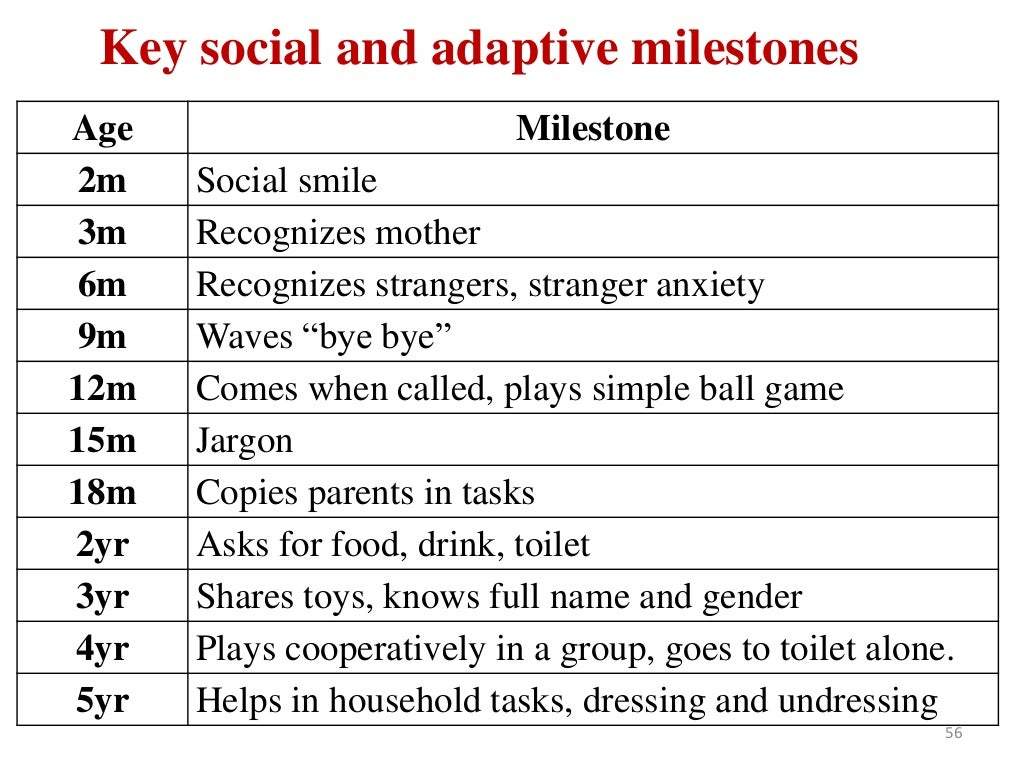 Key social and adaptive milestones
Age Milestone
2m Social smile
3m Recognizes mother
6m Recognizes strangers, stranger anxiety
9m Waves “bye bye”
12m Comes when called, plays simple ball game
15m Jargon
18m Copies parents in tasks
2yr Asks for food, drink, toilet
3yr Shares toys, knows full name and gender
4yr Plays cooperatively in a group, goes to toilet alone.
5yr Helps in household tasks, dressing and undressing
56